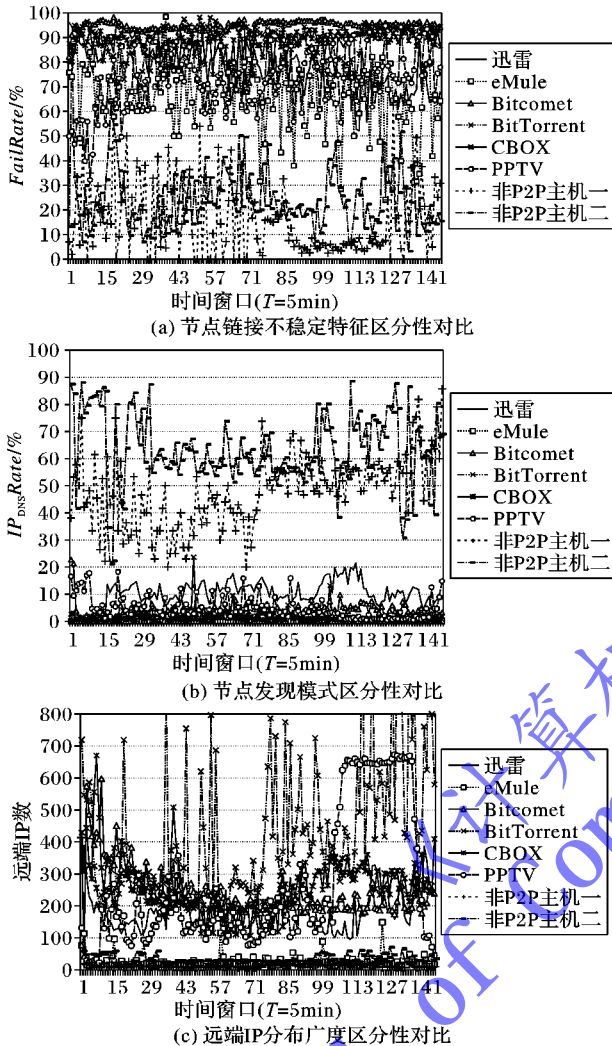 100
90
80
70
60
50
40
30
20
10
0
FailRate/%
1 15 29 43 57 71 85 99 113 127 141
时间窗口(T=5min)
迅雷
eMule
Bitcomet
BitTorrent
CBOX
PPTV
非P2P主机一
非P2P主机二
(a) 节点链接不稳定特征区分性对比
100
90
80
70
60
50
40
30
20
10
0
IP_DNS Rate/%
1 15 29 43 57 71 85 99 113 127 141
时间窗口(T=5min)
迅雷
eMule
Bitcomet
BitTorrent
CBOX
PPTV
非P2P主机一
非P2P主机二
(b) 节点发现模式区分性对比
800
700
600
500
400
300
200
100
0
远端IP数
1 15 29 43 57 71 85 99 113 127 141
时间窗口(T=5min)
迅雷
eMule
Bitcomet
BitTorrent
CBOX
PPTV
非P2P主机一
非P2P主机二
(c) 远端IP分布广度区分性对比
《计算机
of Com